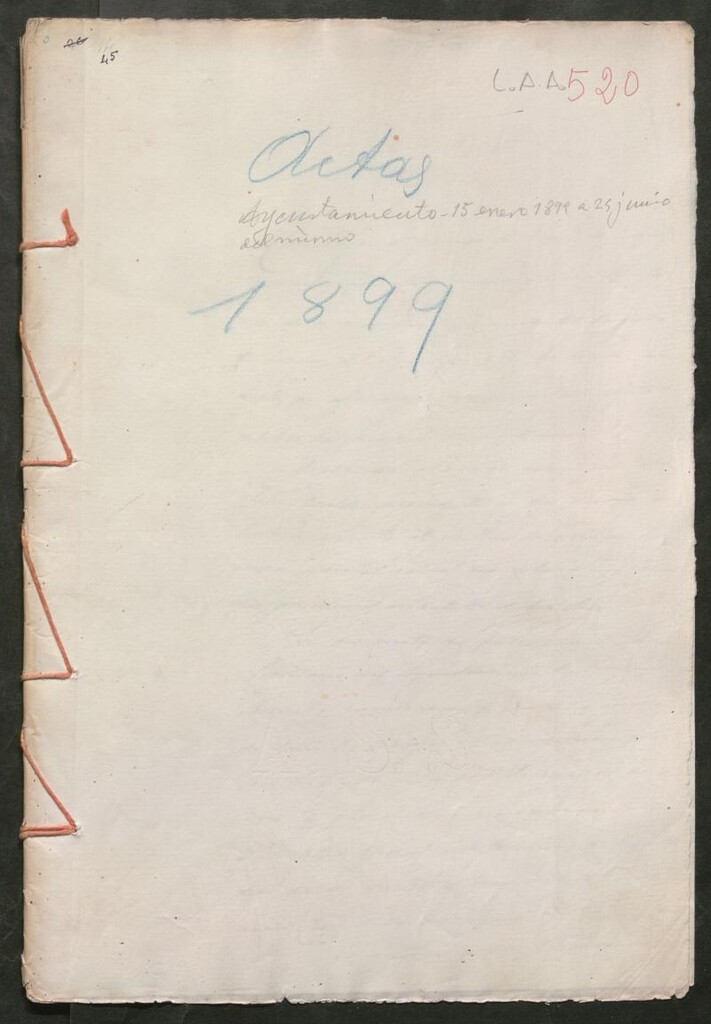 45
L.A.A. 520
Actas
Ayuntamiento - 15 enero 1899 a 25 junio
del mismo
1899